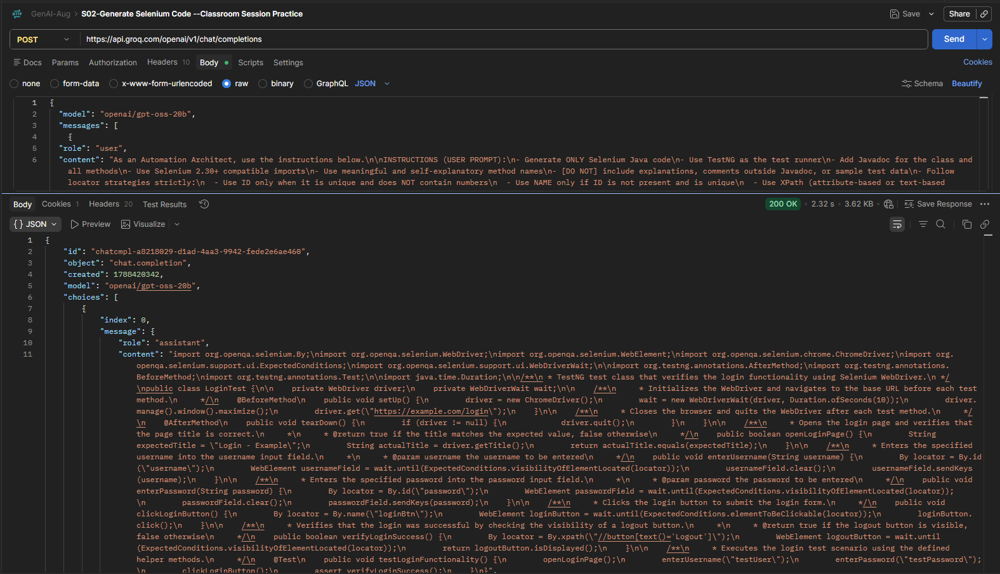 HTTP GenAI-Aug > S02-Generate Selenium Code --Classroom Session Practice Save Share
POST https://api.groq.com/openai/v1/chat/completions Send
Docs Params Authorization Headers 10 Body Scripts Settings Cookies
none form-data x-www-form-urlencoded raw binary GraphQL JSON Schema Beautify
1 {
2 "model": "openai/gpt-oss-20b",
3 "messages": [
4 {
5 "role": "user",
6 "content": "As an Automation Architect, use the instructions below.\n\nINSTRUCTIONS (USER PROMPT):\n- Generate ONLY Selenium Java code\n- Use TestNG as the test runner\n- Add Javadoc for the class and
all methods\n- Use Selenium 2.30+ compatible imports\n- Use meaningful and self-explanatory method names\n- [DO NOT] include explanations, comments outside Javadoc, or sample test data\n- Follow
locator strategies strictly:\n  - Use ID only when it is unique and does NOT contain numbers\n  - Use NAME only if ID is not present and is unique\n  - Use XPath (attribute-based or text-based
Body Cookies 1 Headers 20 Test Results 200 OK • 2.32 s • 3.62 KB • e.g. Save Response
{} JSON Preview Visualize
1 {
2 "id": "chatcmpl-a8218029-d1ad-4aa3-9942-fede2e6ae460",
3 "object": "chat.completion",
4 "created": 1788420342,
5 "model": "openai/gpt-oss-20b",
6 "choices": [
7 {
8 "index": 0,
9 "message": {
10 "role": "assistant",
11 "content": "import org.openqa.selenium.By;\nimport org.openqa.selenium.WebDriver;\nimport org.openqa.selenium.WebElement;\nimport org.openqa.selenium.chrome.ChromeDriver;\nimport org.
openqa.selenium.support.ui.ExpectedConditions;\nimport org.openqa.selenium.support.ui.WebDriverWait;\n\nimport org.testng.annotations.AfterMethod;\nimport org.testng.annotations.
BeforeMethod;\nimport org.testng.annotations.Test;\n\nimport java.time.Duration;\n\n/**\n * TestNG test class that verifies the login functionality using Selenium WebDriver.\n */
\npublic class LoginTest {\n\n    private WebDriver driver;\n    private WebDriverWait wait;\n\n    /**\n     * Initializes the WebDriver and navigates to the base URL before each test
method.\n     */\n    @BeforeMethod\n    public void setUp() {\n        driver = new ChromeDriver();\n        wait = new WebDriverWait(driver, Duration.ofSeconds(10));\n        driver.
manage().window().maximize();\n        driver.get(\"https://example.com/login\");\n    }\n\n    /**\n     * Closes the browser and quits the WebDriver after each test method.\n     */
\n    @AfterMethod\n    public void tearDown() {\n        if (driver != null) {\n            driver.quit();\n        }\n    }\n\n    /**\n     * Opens the login page and verifies that
the page title is correct.\n     *\n     * @return true if the title matches the expected value, false otherwise\n     */\n    public boolean openLoginPage() {\n        String
expectedTitle = \"Login - Example\";\n        String actualTitle = driver.getTitle();\n        return actualTitle.equals(expectedTitle);\n    }\n\n    /**\n     * Enters the specified
username into the username input field.\n     *\n     * @param username the username to be entered\n     */\n    public void enterUsername(String username) {\n        By locator = By.id
(\"username\");\n        WebElement usernameField = wait.until(ExpectedConditions.visibilityOfElementLocated(locator));\n        usernameField.clear();\n        usernameField.sendKeys
(username);\n    }\n\n    /**\n     * Enters the specified password into the password input field.\n     *\n     * @param password the password to be entered\n     */\n    public void
enterPassword(String password) {\n        By locator = By.id(\"password\");\n        WebElement passwordField = wait.until(ExpectedConditions.visibilityOfElementLocated(locator));
\n        passwordField.clear();\n        passwordField.sendKeys(password);\n    }\n\n    /**\n     * Clicks the login button to submit the login form.\n     */\n    public void
clickLoginButton() {\n        By locator = By.name(\"loginBtn\");\n        WebElement loginButton = wait.until(ExpectedConditions.elementToBeClickable(locator));\n        loginButton.
click();\n    }\n\n    /**\n     * Verifies that the login was successful by checking the visibility of a logout button.\n     *\n     * @return true if the logout button is visible,
false otherwise\n     */\n    public boolean verifyLoginSuccess() {\n        By locator = By.xpath(\"//button[text()='Logout']\");\n        WebElement logoutButton = wait.until
(ExpectedConditions.visibilityOfElementLocated(locator));\n        return logoutButton.isDisplayed();\n    }\n\n    /**\n     * Executes the login test scenario using the defined
helper methods.\n     */\n    @Test\n    public void testLoginFunctionality() {\n        openLoginPage();\n        enterUsername(\"testUser\");\n        enterPassword(\"testPassword\");
\n        clickLoginButton();\n        assert verifyLoginSuccess();\n    }\n}",